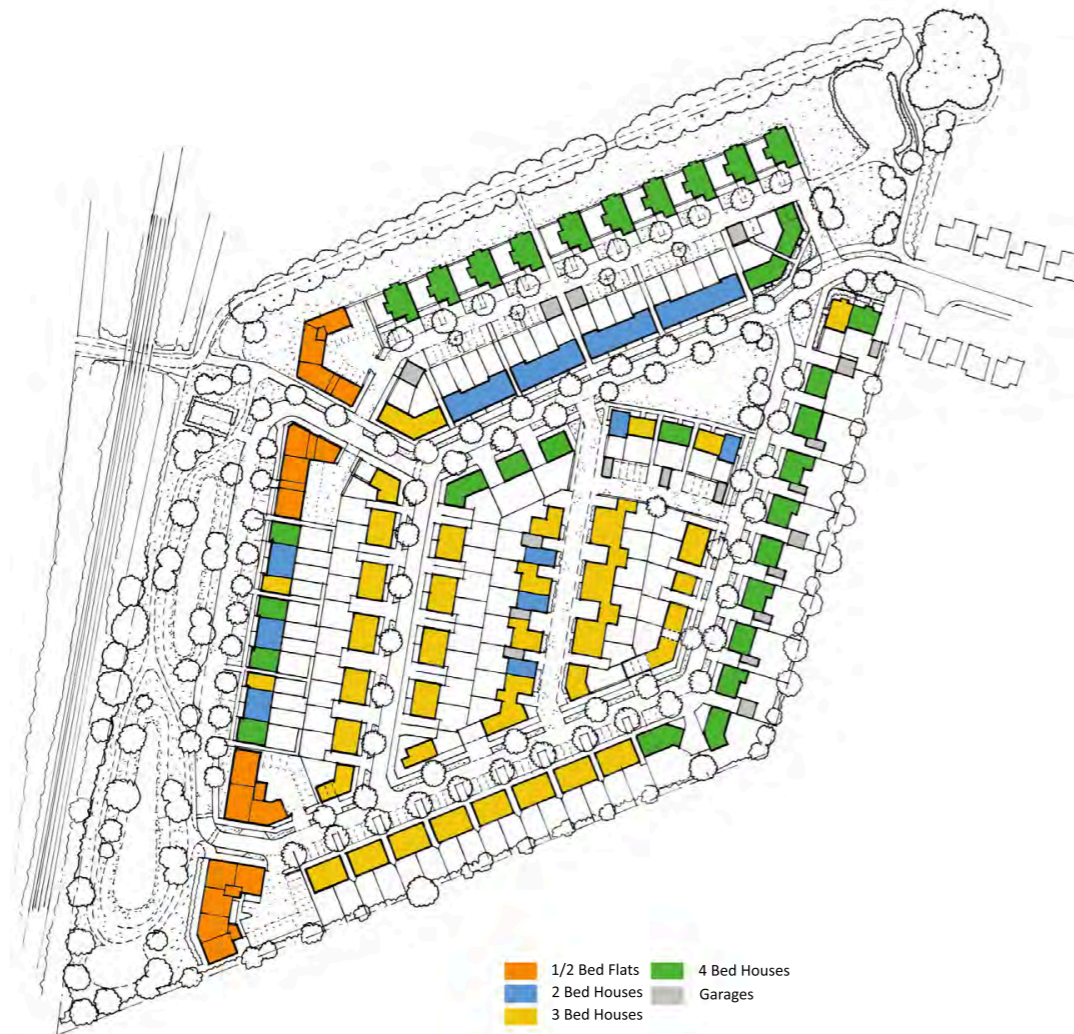 1/2 Bed Flats
2 Bed Houses
3 Bed Houses
4 Bed Houses
Garages